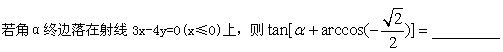 若角α终边落在射线 3x-4y=0(x≤0)上，则 tan[α+arccos(-√2/2)]=________